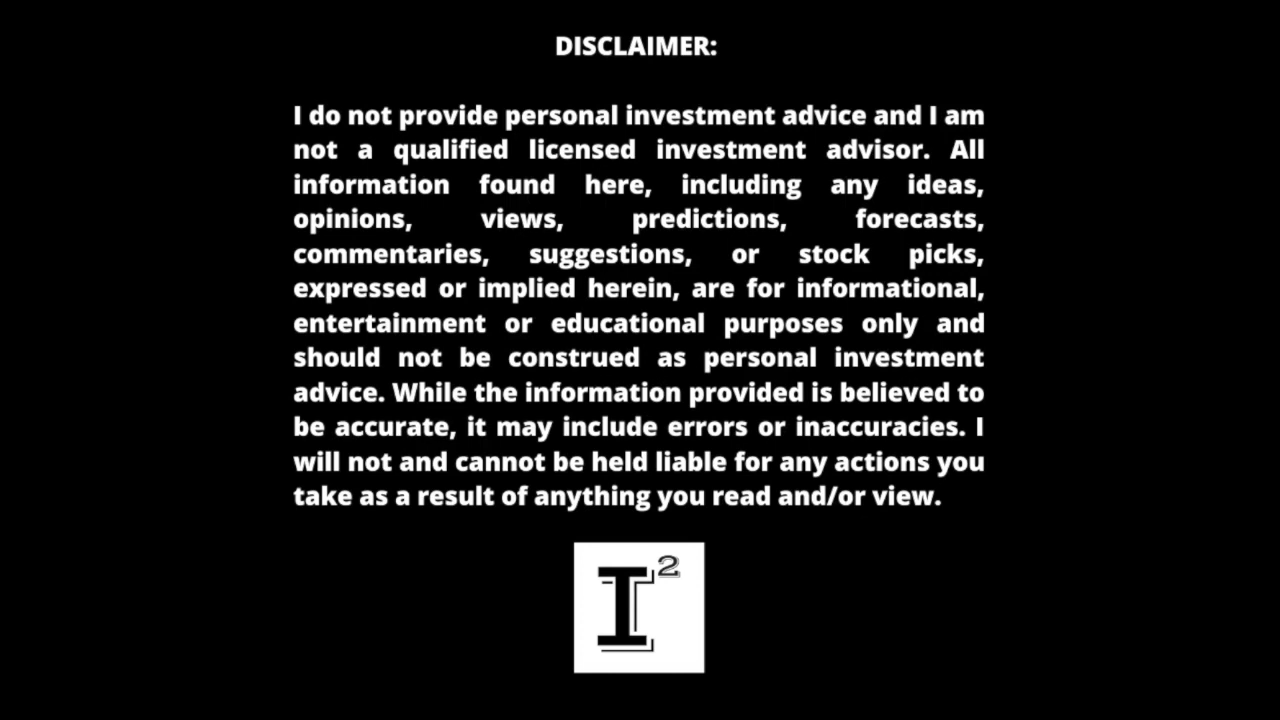 DISCLAIMER:
I do not provide personal investment advice and I am
not a qualified licensed investment advisor. All
information found here, including any ideas,
opinions, views, predictions, forecasts,
commentaries, suggestions, or stock picks,
expressed or implied herein, are for informational,
entertainment or educational purposes only and
should not be construed as personal investment
advice. While the information provided is believed to
be accurate, it may include errors or inaccuracies. I
will not and cannot be held liable for any actions you
take as a result of anything you read and/or view.
I²